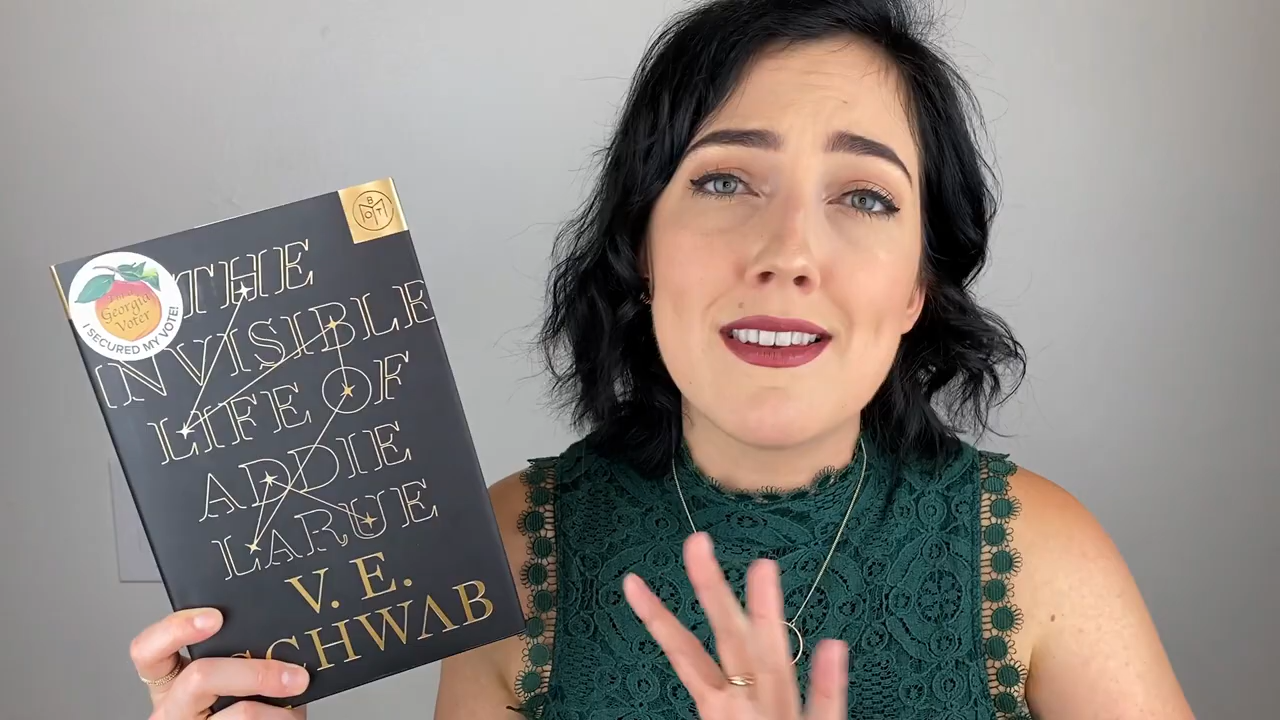 THE
INVISIBLE
LIFE OF
ADDIE
LARUE
V. E.
SCHWAB
BOTM
Georgia
Voter
I SECURED MY VOTE!